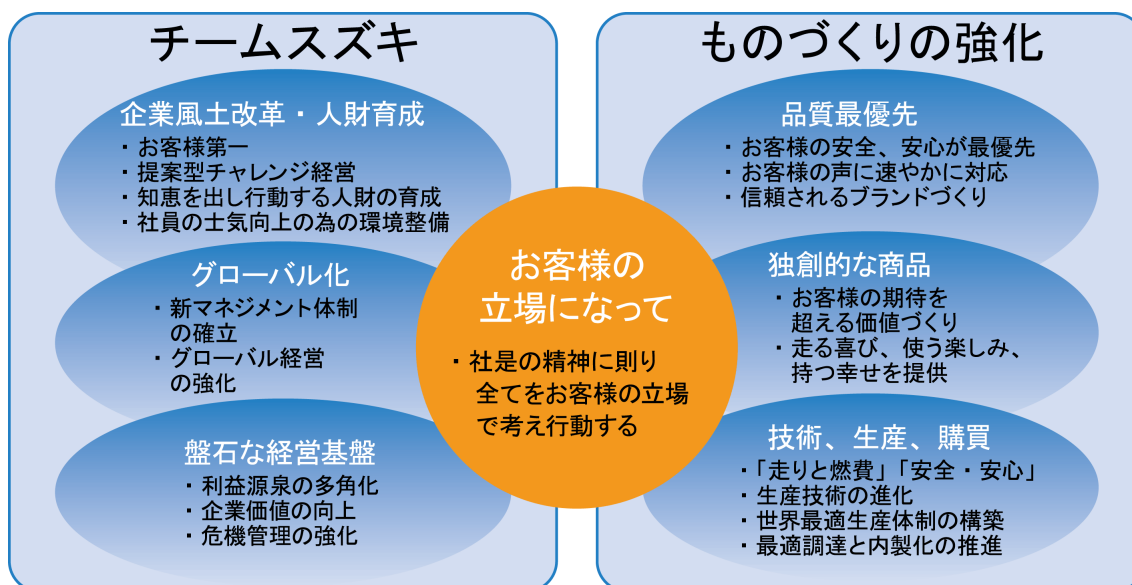 チームスズキ
企業風土改革・人財育成
・お客様第一
・提案型チャレンジ経営
・知恵を出し行動する人財の育成
・社員の士気向上の為の環境整備
グローバル化
・新マネジメント体制
の確立
・グローバル経営
の強化
盤石な経営基盤
・利益源泉の多角化
・企業価値の向上
・危機管理の強化
お客様の
立場になって
・社是の精神に則り
全てをお客様の立場
で考え行動する
ものづくりの強化
品質最優先
・お客様の安全、安心が最優先
・お客様の声に速やかに対応
・信頼されるブランドづくり
独創的な商品
・お客様の期待を
超える価値づくり
・走る喜び、使う楽しみ、
持つ幸せを提供
技術、生産、購買
・「走りと燃費」「安全・安心」
・生産技術の進化
・世界最適生産体制の構築
・最適調達と内製化の推進